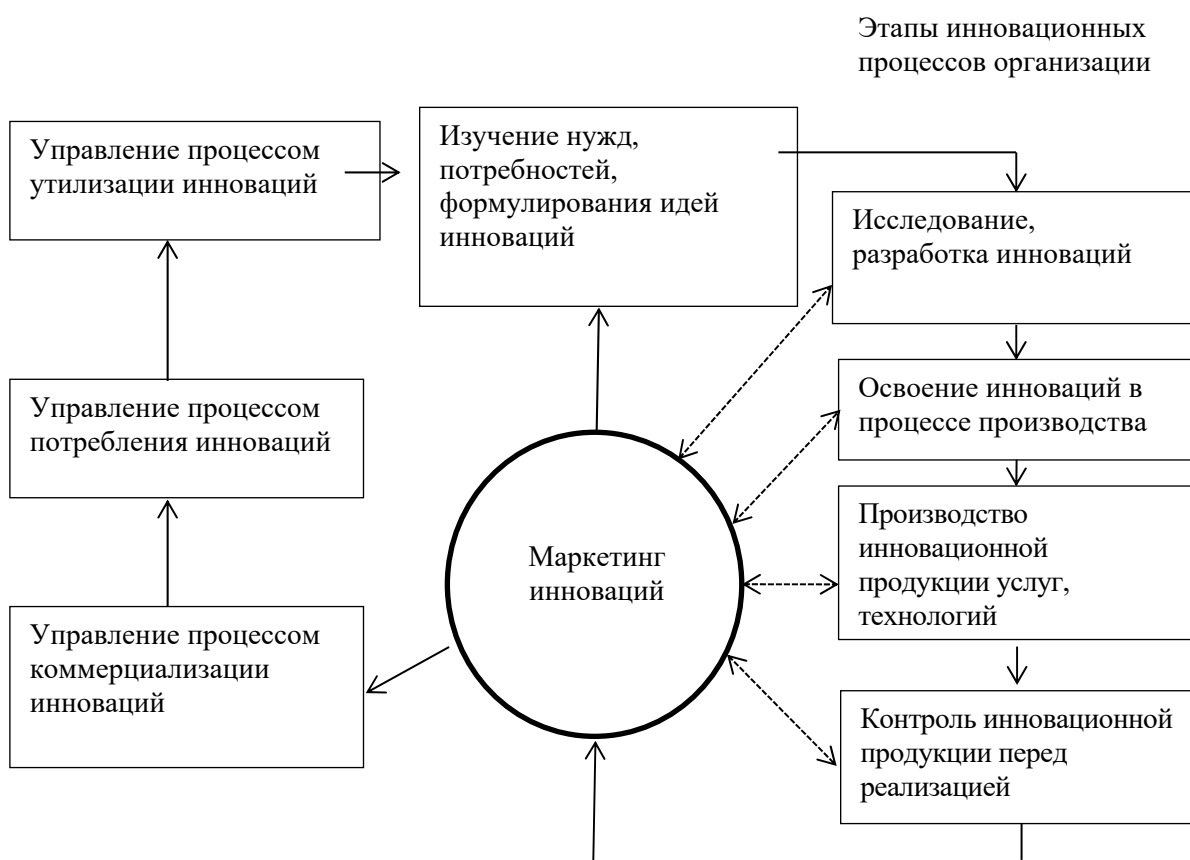 Этапы инновационных
процессов организации
Управление процессом
утилизации инноваций
Изучение нужд,
потребностей,
формулирования идей
инноваций
Исследование,
разработка инноваций
Управление процессом
потребления инноваций
Освоение инноваций в
процессе производства
Маркетинг
инноваций
Производство
инновационной
продукции услуг,
технологий
Управление процессом
коммерциализации
инноваций
Контроль инновационной
продукции перед
реализацией